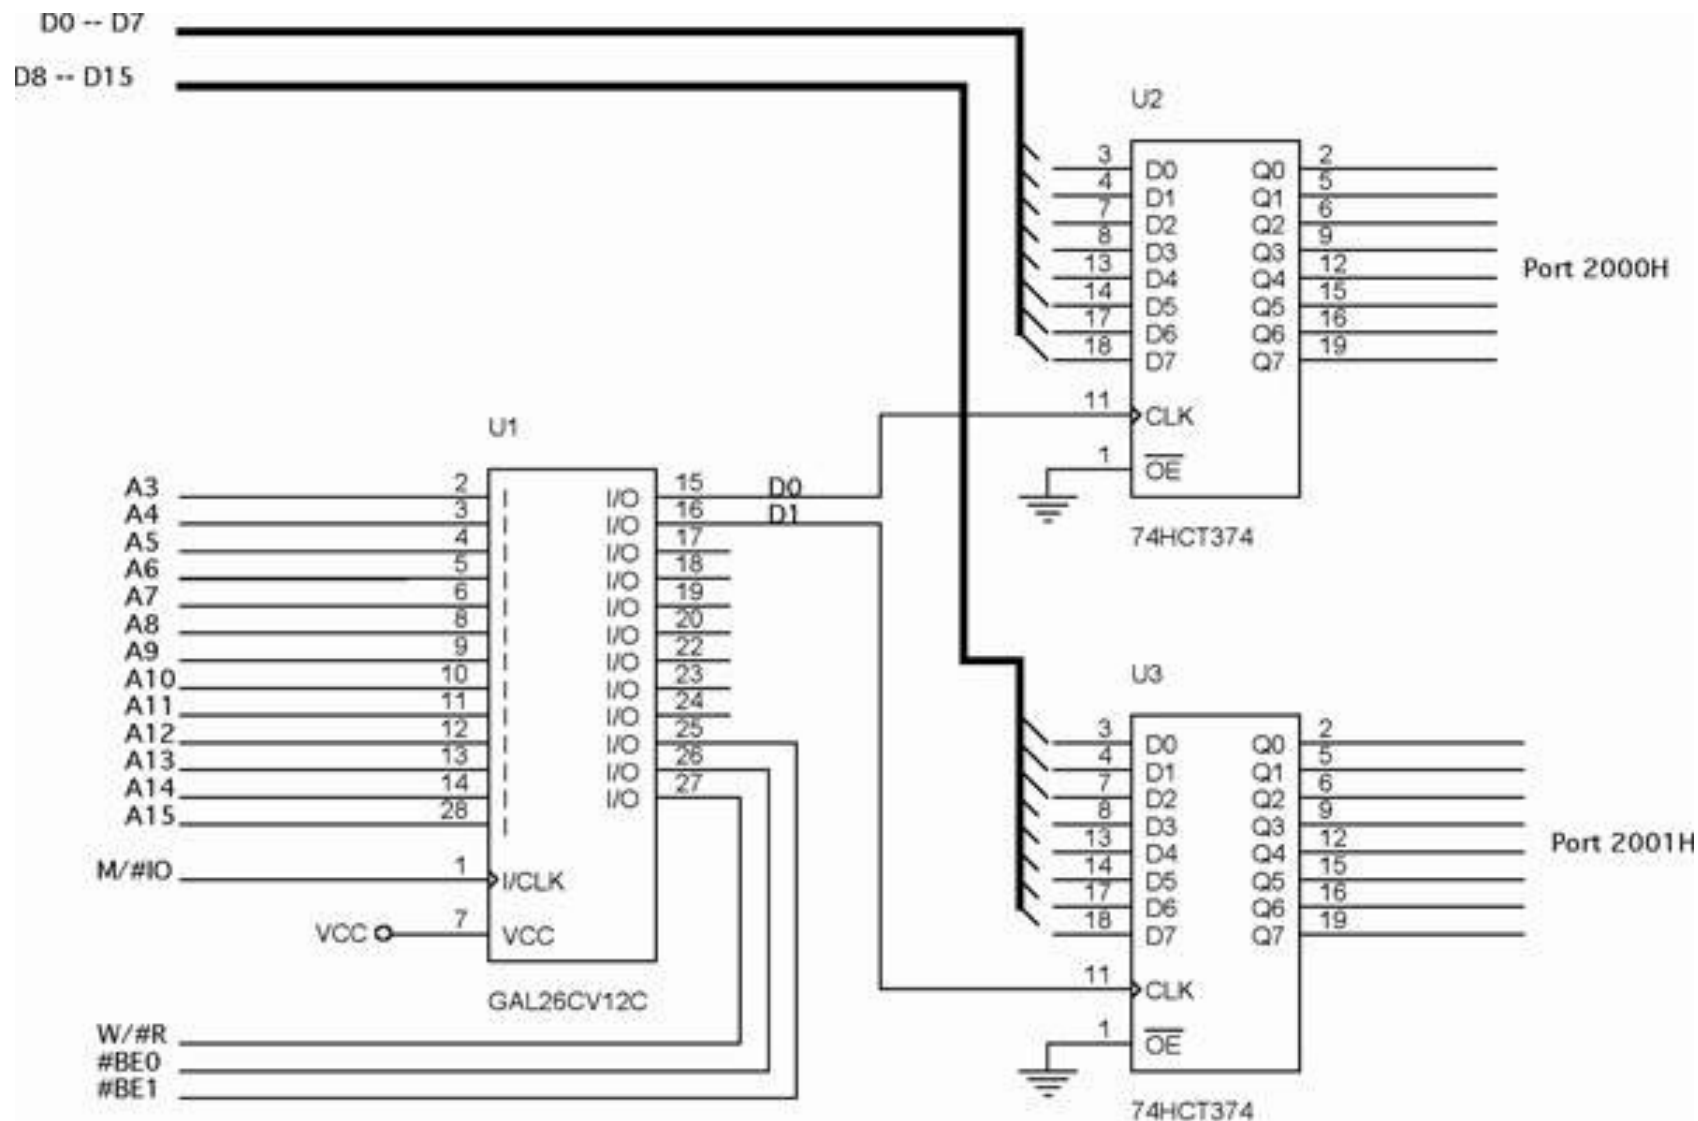 D0 -- D7
D8 -- D15
U2
3 D0 Q0 2
4 D1 Q1 5
7 D2 Q2 6
8 D3 Q3 9
13 D4 Q4 12
14 D5 Q5 15
17 D6 Q6 16
18 D7 Q7 19
Port 2000H
11 CLK
1 OE
74HCT374
U1
A3 2 I I/O 15 D0
A4 3 I I/O 16 D1
A5 4 I I/O 17
A6 5 I I/O 18
A7 6 I I/O 19
A8 8 I I/O 20
A9 9 I I/O 22
A10 10 I I/O 23
A11 11 I I/O 24
A12 12 I I/O 25
A13 13 I I/O 26
A14 14 I I/O 27
A15 28 I
M/#IO 1 I/CLK
VCC 7 VCC
GAL26CV12C
W/#R
#BE0
#BE1
U3
3 D0 Q0 2
4 D1 Q1 5
7 D2 Q2 6
8 D3 Q3 9
13 D4 Q4 12
14 D5 Q5 15
17 D6 Q6 16
18 D7 Q7 19
Port 2001H
11 CLK
1 OE
74HCT374